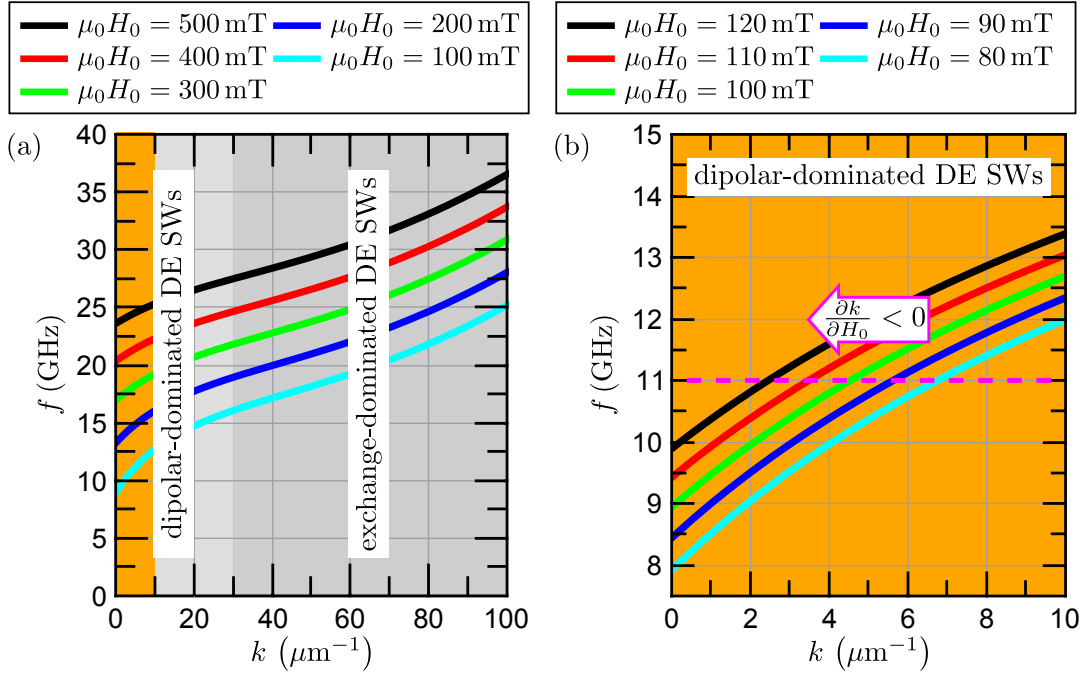 μ₀H₀ = 500 mT
μ₀H₀ = 200 mT
μ₀H₀ = 400 mT
μ₀H₀ = 100 mT
μ₀H₀ = 300 mT
μ₀H₀ = 120 mT
μ₀H₀ = 90 mT
μ₀H₀ = 110 mT
μ₀H₀ = 80 mT
μ₀H₀ = 100 mT
(a)
f (GHz)
40
35
30
25
20
15
10
5
0
dipolar-dominated DE SWs
exchange-dominated DE SWs
0 20 40 60 80 100
k (μm⁻¹)
(b)
f (GHz)
15
14
13
12
11
10
9
8
dipolar-dominated DE SWs
∂k/∂H₀ < 0
0 2 4 6 8 10
k (μm⁻¹)